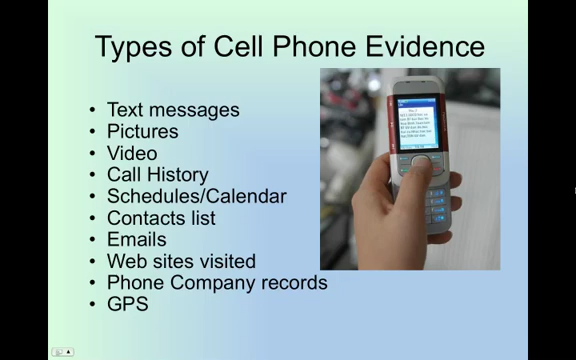 Types of Cell Phone Evidence
• Text messages
• Pictures
• Video
• Call History
• Schedules/Calendar
• Contacts list
• Emails
• Web sites visited
• Phone Company records
• GPS